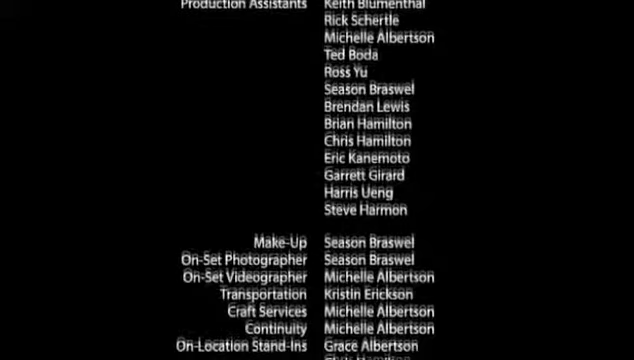 Production Assistants Keith Blumenthal
Rick Schertle
Michelle Albertson
Ted Boda
Ross Yu
Season Braswel
Brendan Lewis
Brian Hamilton
Chris Hamilton
Eric Kanemoto
Garrett Girard
Harris Ueng
Steve Harmon
Make-Up Season Braswel
On-Set Photographer Season Braswel
On-Set Videographer Michelle Albertson
Transportation Kristin Erickson
Craft Services Michelle Albertson
Continuity Michelle Albertson
On-Location Stand-Ins Grace Albertson
Chris Hamilton